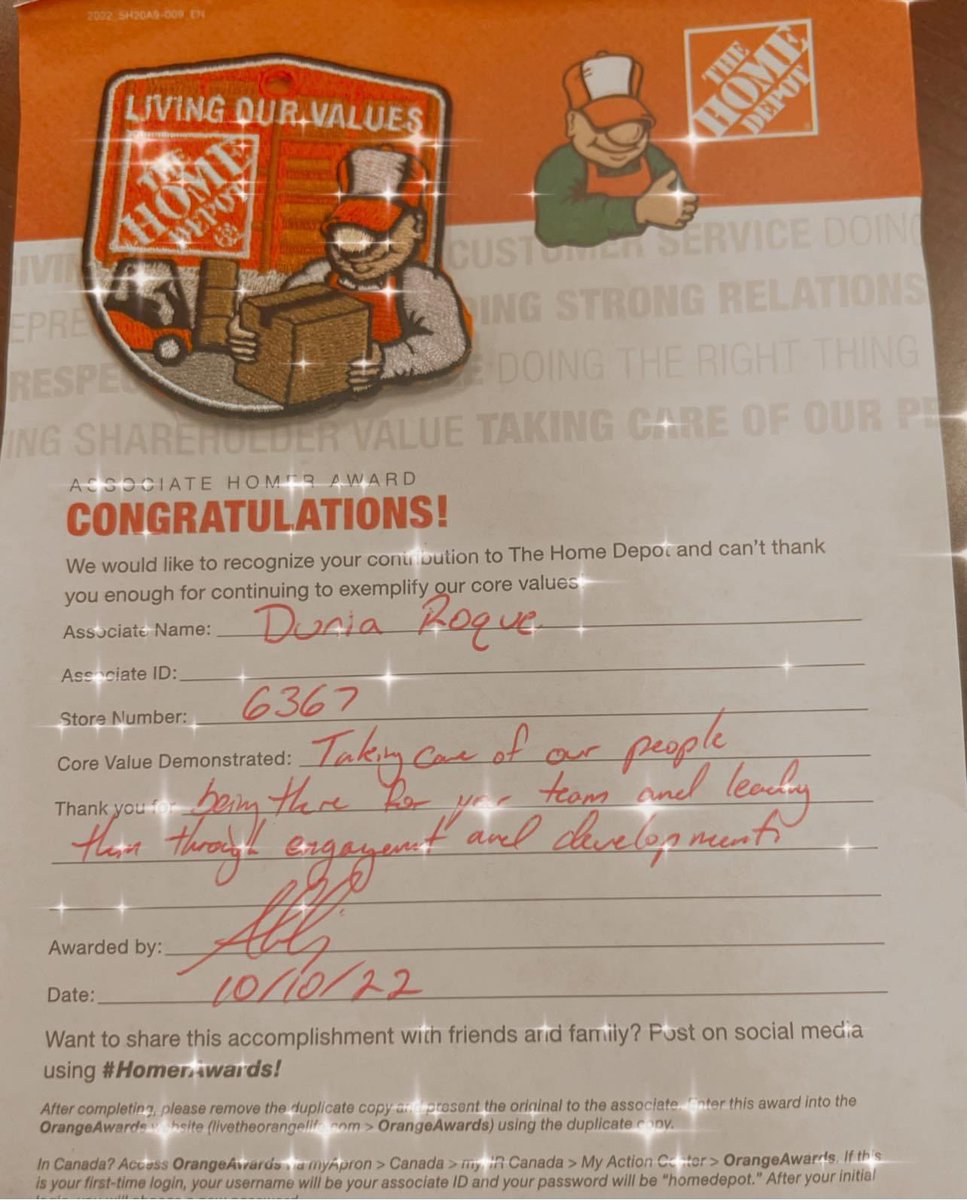 2022_SH20A9-009_EN
LIVING OUR VALUES
THE
HOME
DEPOT
THE
HOME
DEPOT
CUSTOMER SERVICE DOING
STRONG RELATIONS
RESPE DOING THE RIGHT THING
ING SHAREHOLDER VALUE TAKING CARE OF OUR PE
ASSOCIATE HOMER AWARD
CONGRATULATIONS!
We would like to recognize your contribution to The Home Depot and can't thank
you enough for continuing to exemplify our core values
Associate Name: Dunia Roque
Associate ID:
Store Number: 6367
Core Value Demonstrated: Taking care of our people
Thank you for being there for your team and leading
them through engagement and development
Awarded by:
Date: 10/10/22
Want to share this accomplishment with friends and family? Post on social media
using #HomerAwards!
After completing, please remove the duplicate copy and present the original to the associate. Enter this award into the
OrangeAwards website (livetheorangelife.com > OrangeAwards) using the duplicate copy.
In Canada? Access OrangeAwards via myApron > Canada > myHR Canada > My Action Center > OrangeAwards. If this
is your first-time login, your username will be your associate ID and your password will be "homedepot." After your initial